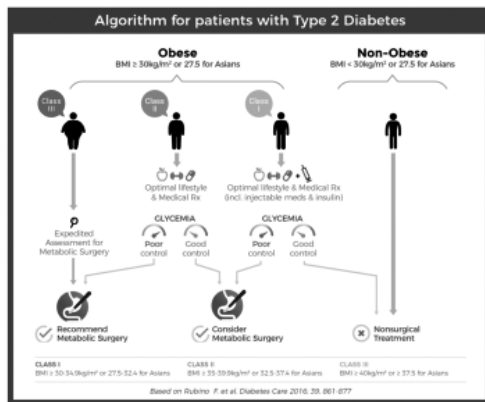 Algorithm for patients with Type 2 Diabetes
Obese
BMI ≥ 30kg/m² or 27.5 for Asians
Non-Obese
BMI < 30kg/m² or 27.5 for Asians
Class III
Class II
Class I
Optimal lifestyle
& Medical Rx
Optimal lifestyle & Medical Rx
(incl. injectable meds & insulin)
Expedited
Assessment for
Metabolic Surgery
GLYCEMIA
Poor control
Good control
GLYCEMIA
Poor control
Good control
Recommend
Metabolic Surgery
Consider
Metabolic Surgery
Nonsurgical
Treatment
CLASS I
BMI ≥ 30-34.9kg/m² or 27.5-32.4 for Asians
CLASS II
BMI ≥ 35-39.9kg/m² or 32.5-37.4 for Asians
CLASS III
BMI ≥ 40kg/m² or ≥ 37.5 for Asians
Based on Rubino F. et al. Diabetes Care 2016; 39, 861-877